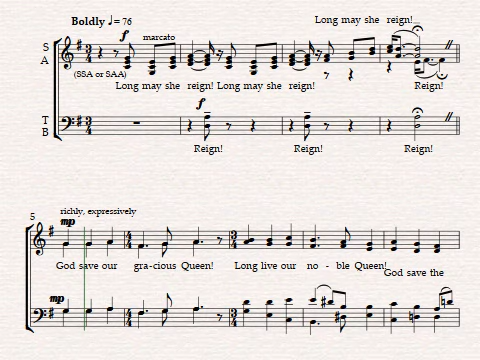 Long may she reign!
Boldly ♩= 76
f
marcato
S
A
(SSA or SAA)
Long may she reign! Long may she reign! Reign!
f
T
B
Reign! Reign! Reign!
5
richly, expressively
mp
God save our gra-cious Queen! Long live our no - ble Queen!
God save the
mp